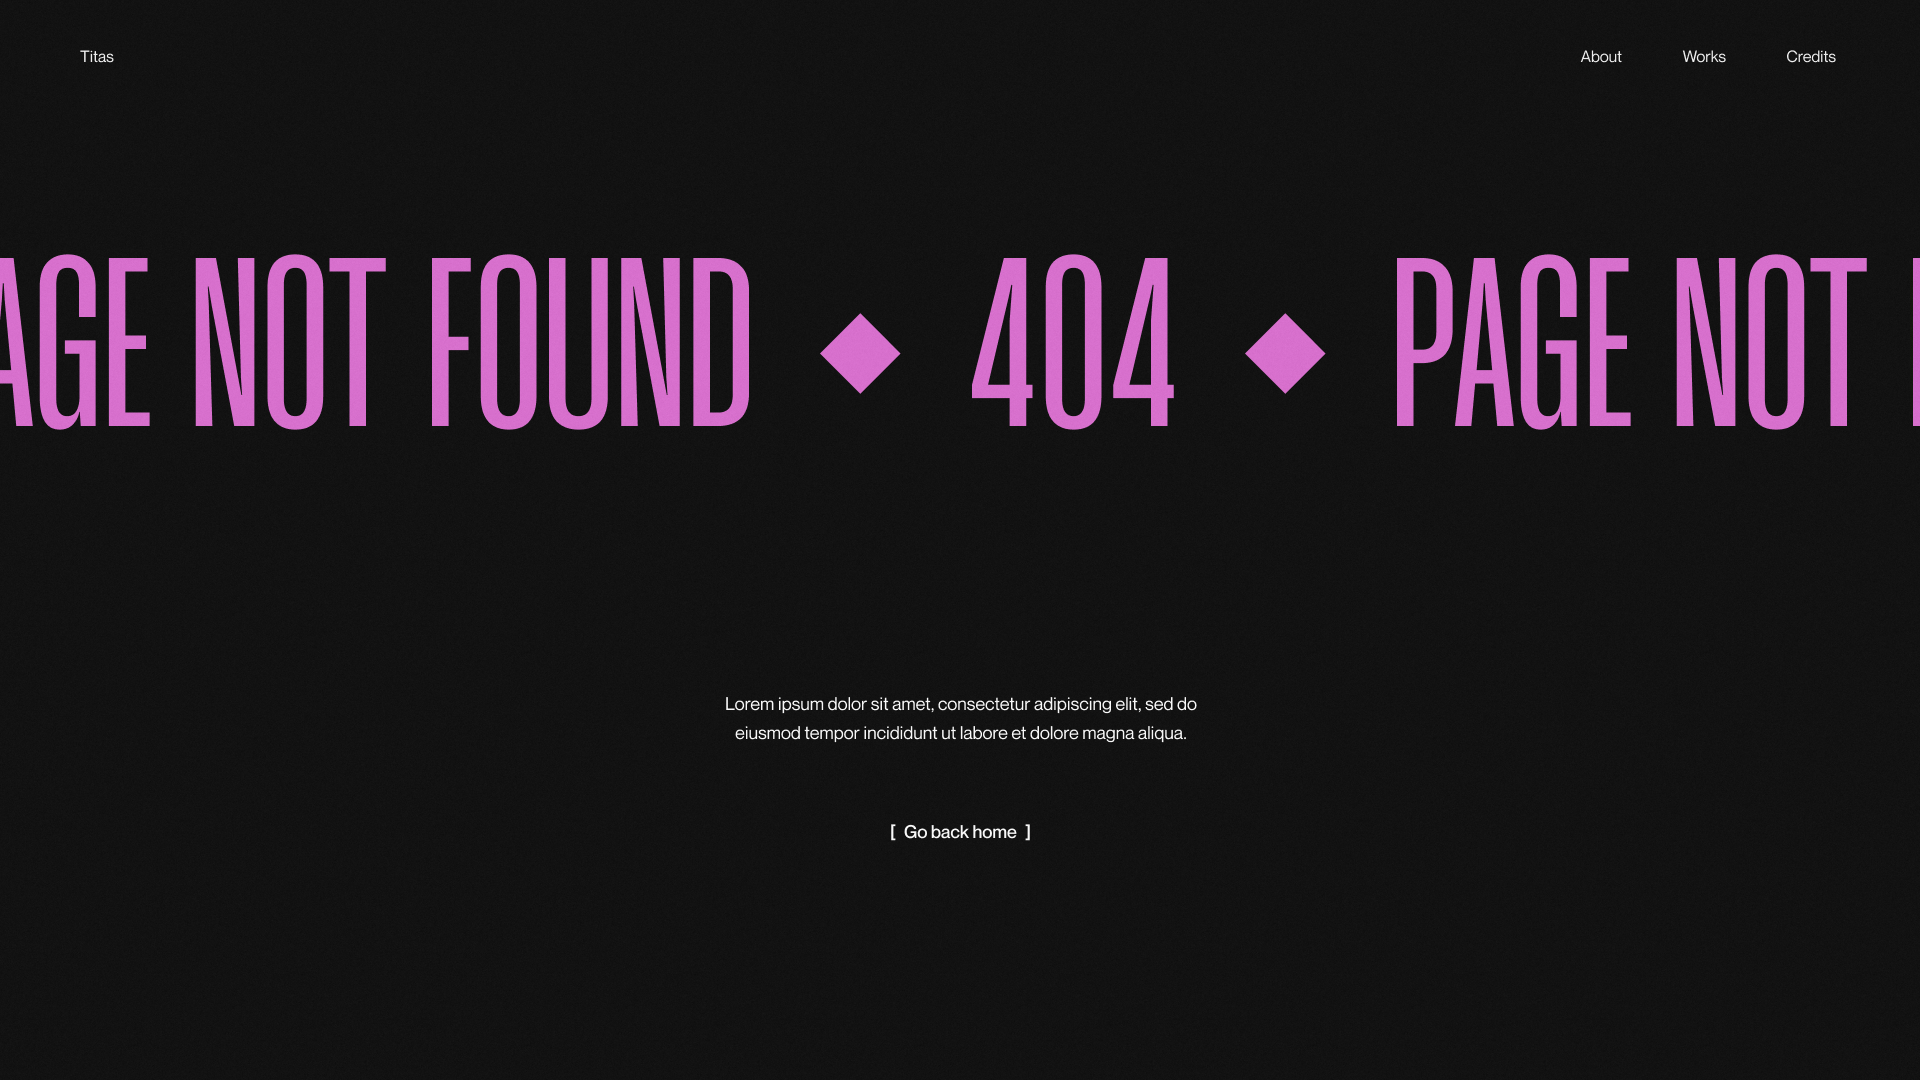 Titas About Works Credits
AGE NOT FOUND ◆ 404 ◆ PAGE NOT
Lorem ipsum dolor sit amet, consectetur adipiscing elit, sed do
eiusmod tempor incididunt ut labore et dolore magna aliqua.
[ Go back home ]